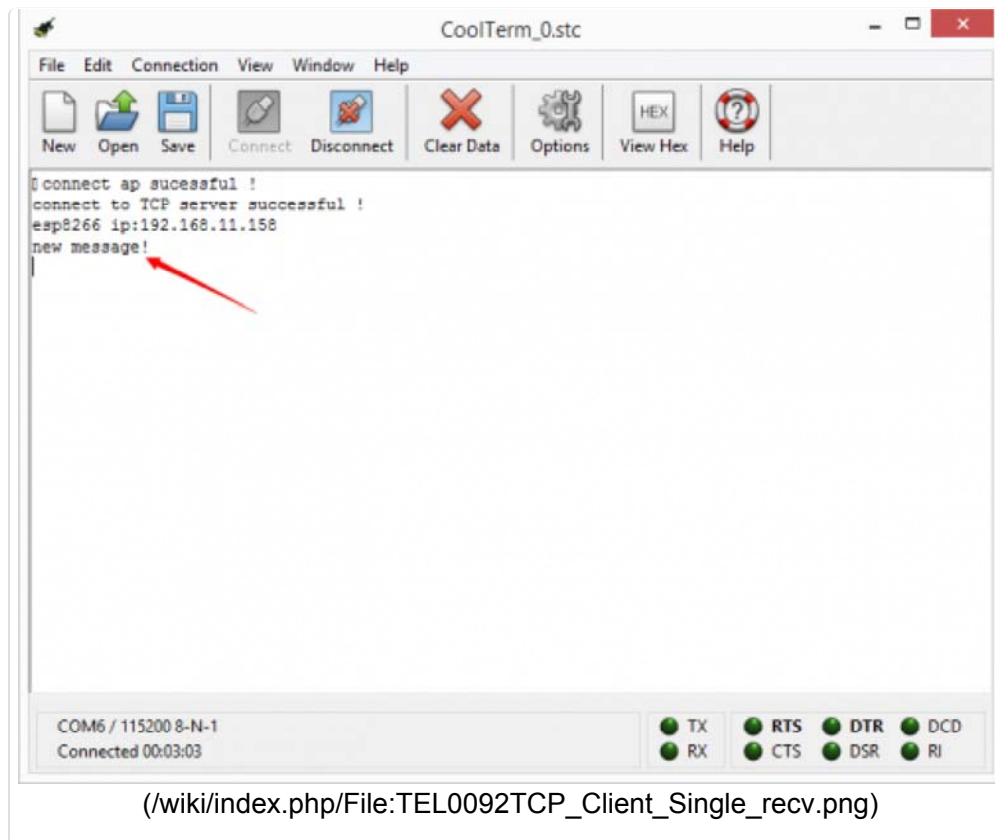 CoolTerm_0.stc
File Edit Connection View Window Help
HEX
New Open Save Connect Disconnect Clear Data Options View Hex Help
connect ap sucessful !
connect to TCP server successful !
esp8266 ip:192.168.11.158
new message!
COM6 / 115200 8-N-1
Connected 00:03:03
TX RTS DTR DCD
RX CTS DSR RI
(/wiki/index.php/File:TEL0092TCP_Client_Single_recv.png)